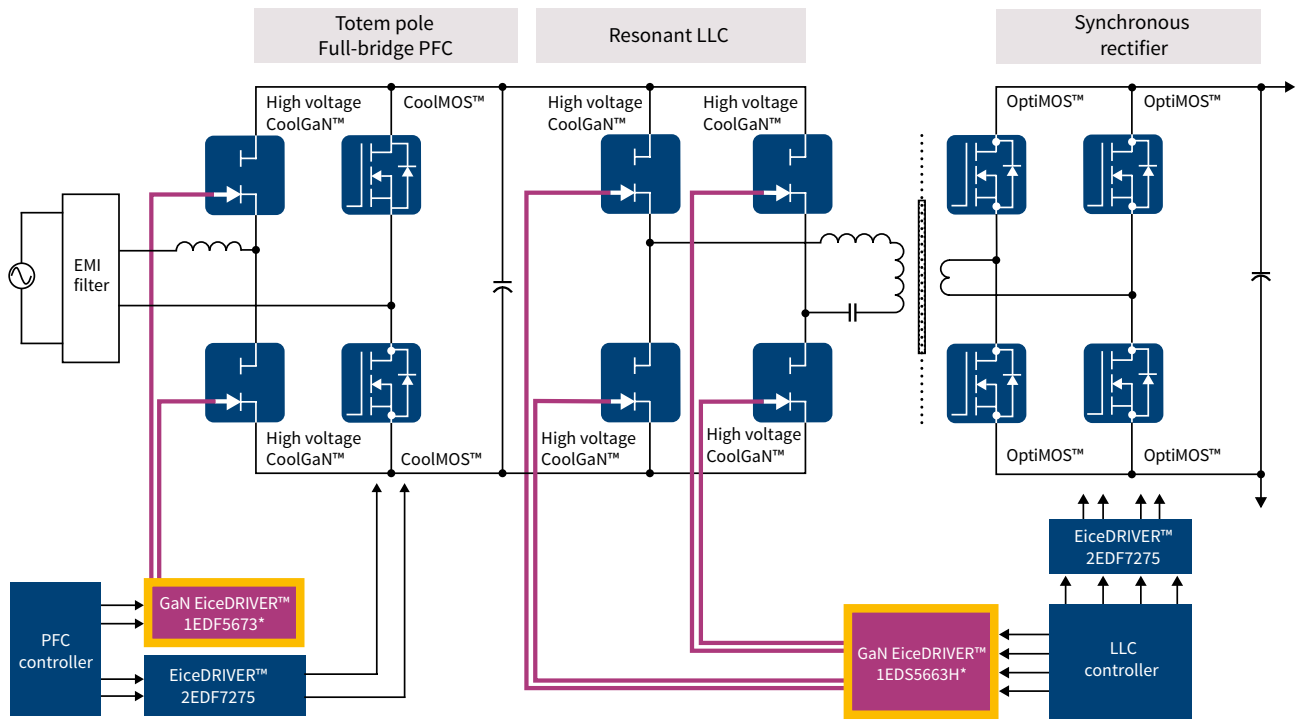 Totem pole
Full-bridge PFC
Resonant LLC
Synchronous
rectifier
High voltage
CoolGaN™
CoolMOS™
High voltage
CoolGaN™
High voltage
CoolGaN™
OptiMOS™
OptiMOS™
EMI
filter
High voltage
CoolGaN™
CoolMOS™
High voltage
CoolGaN™
High voltage
CoolGaN™
OptiMOS™
OptiMOS™
EiceDRIVER™
2EDF7275
PFC
controller
GaN EiceDRIVER™
1EDF5673*
EiceDRIVER™
2EDF7275
GaN EiceDRIVER™
1EDS5663H*
LLC
controller